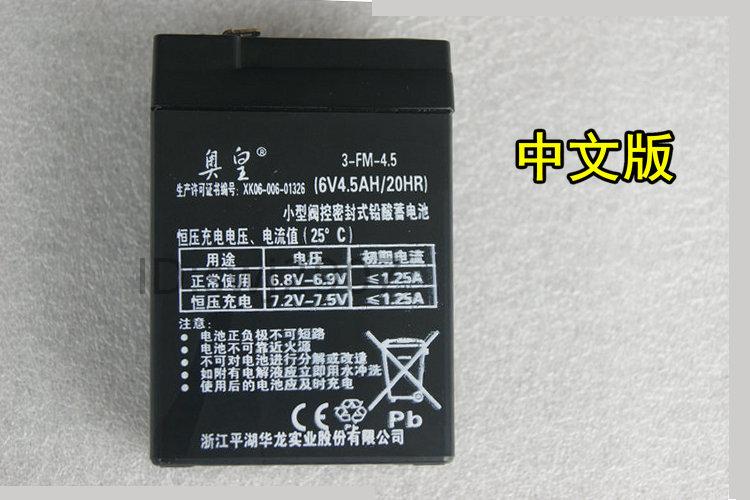 奥皇®
3-FM-4.5
生产许可证书编号: XK06-006-01326
(6V4.5AH/20HR)
小型阀控密封式铅酸蓄电池
恒压充电电压、电流值(25°C)
用途 电压 初期电流
正常使用 6.8V-6.9V ≤1.25A
恒压充电 7.2V-7.5V ≤1.25A
注意:
● 电池正负极不可短路
● 电池不可靠近火源
● 不可对电池进行分解或改造
● 如附有电解液应立即用水冲洗
● 使用后的电池应及时充电
CE Pb
浙江平湖华龙实业股份有限公司
中文版